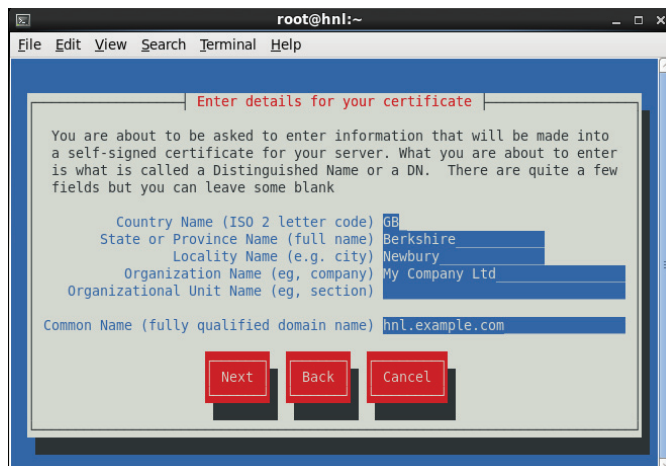 root@hnl:~
File Edit View Search Terminal Help
Enter details for your certificate
You are about to be asked to enter information that will be made into
a self-signed certificate for your server. What you are about to enter
is what is called a Distinguished Name or a DN. There are quite a few
fields but you can leave some blank
Country Name (ISO 2 letter code) GB
State or Province Name (full name) Berkshire
Locality Name (e.g. city) Newbury
Organization Name (eg, company) My Company Ltd
Organizational Unit Name (eg, section)
Common Name (fully qualified domain name) hnl.example.com
Next Back Cancel